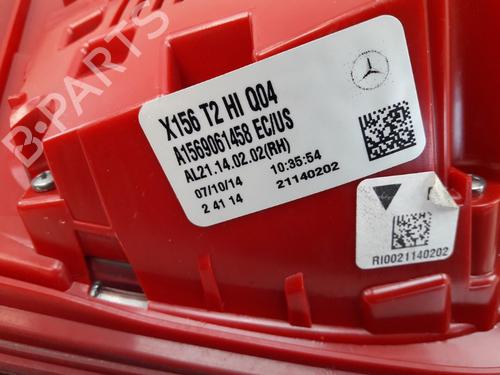 X156 T2 HI Q04
A1569061458 EC/US
AL21.14.02.02(RH)
07/10/14 10:35:54
2 41 14 21140202
RI0021140202
B-PARTS